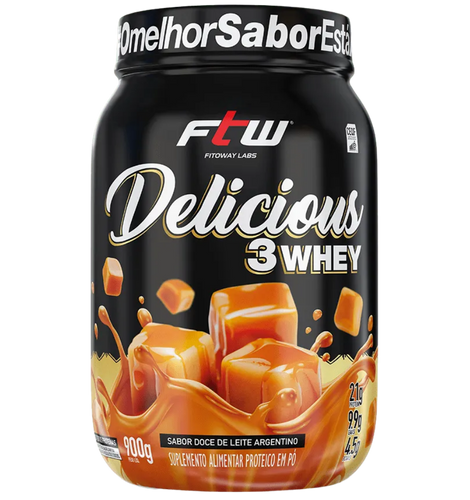 #OmelhorSaborEstá
FTW
FITOWAY LABS
Delicious
3 WHEY
21g
9.9g
4.5g
900g
SABOR DOCE DE LEITE ARGENTINO
SUPLEMENTO ALIMENTAR PROTEICO EM PÓ